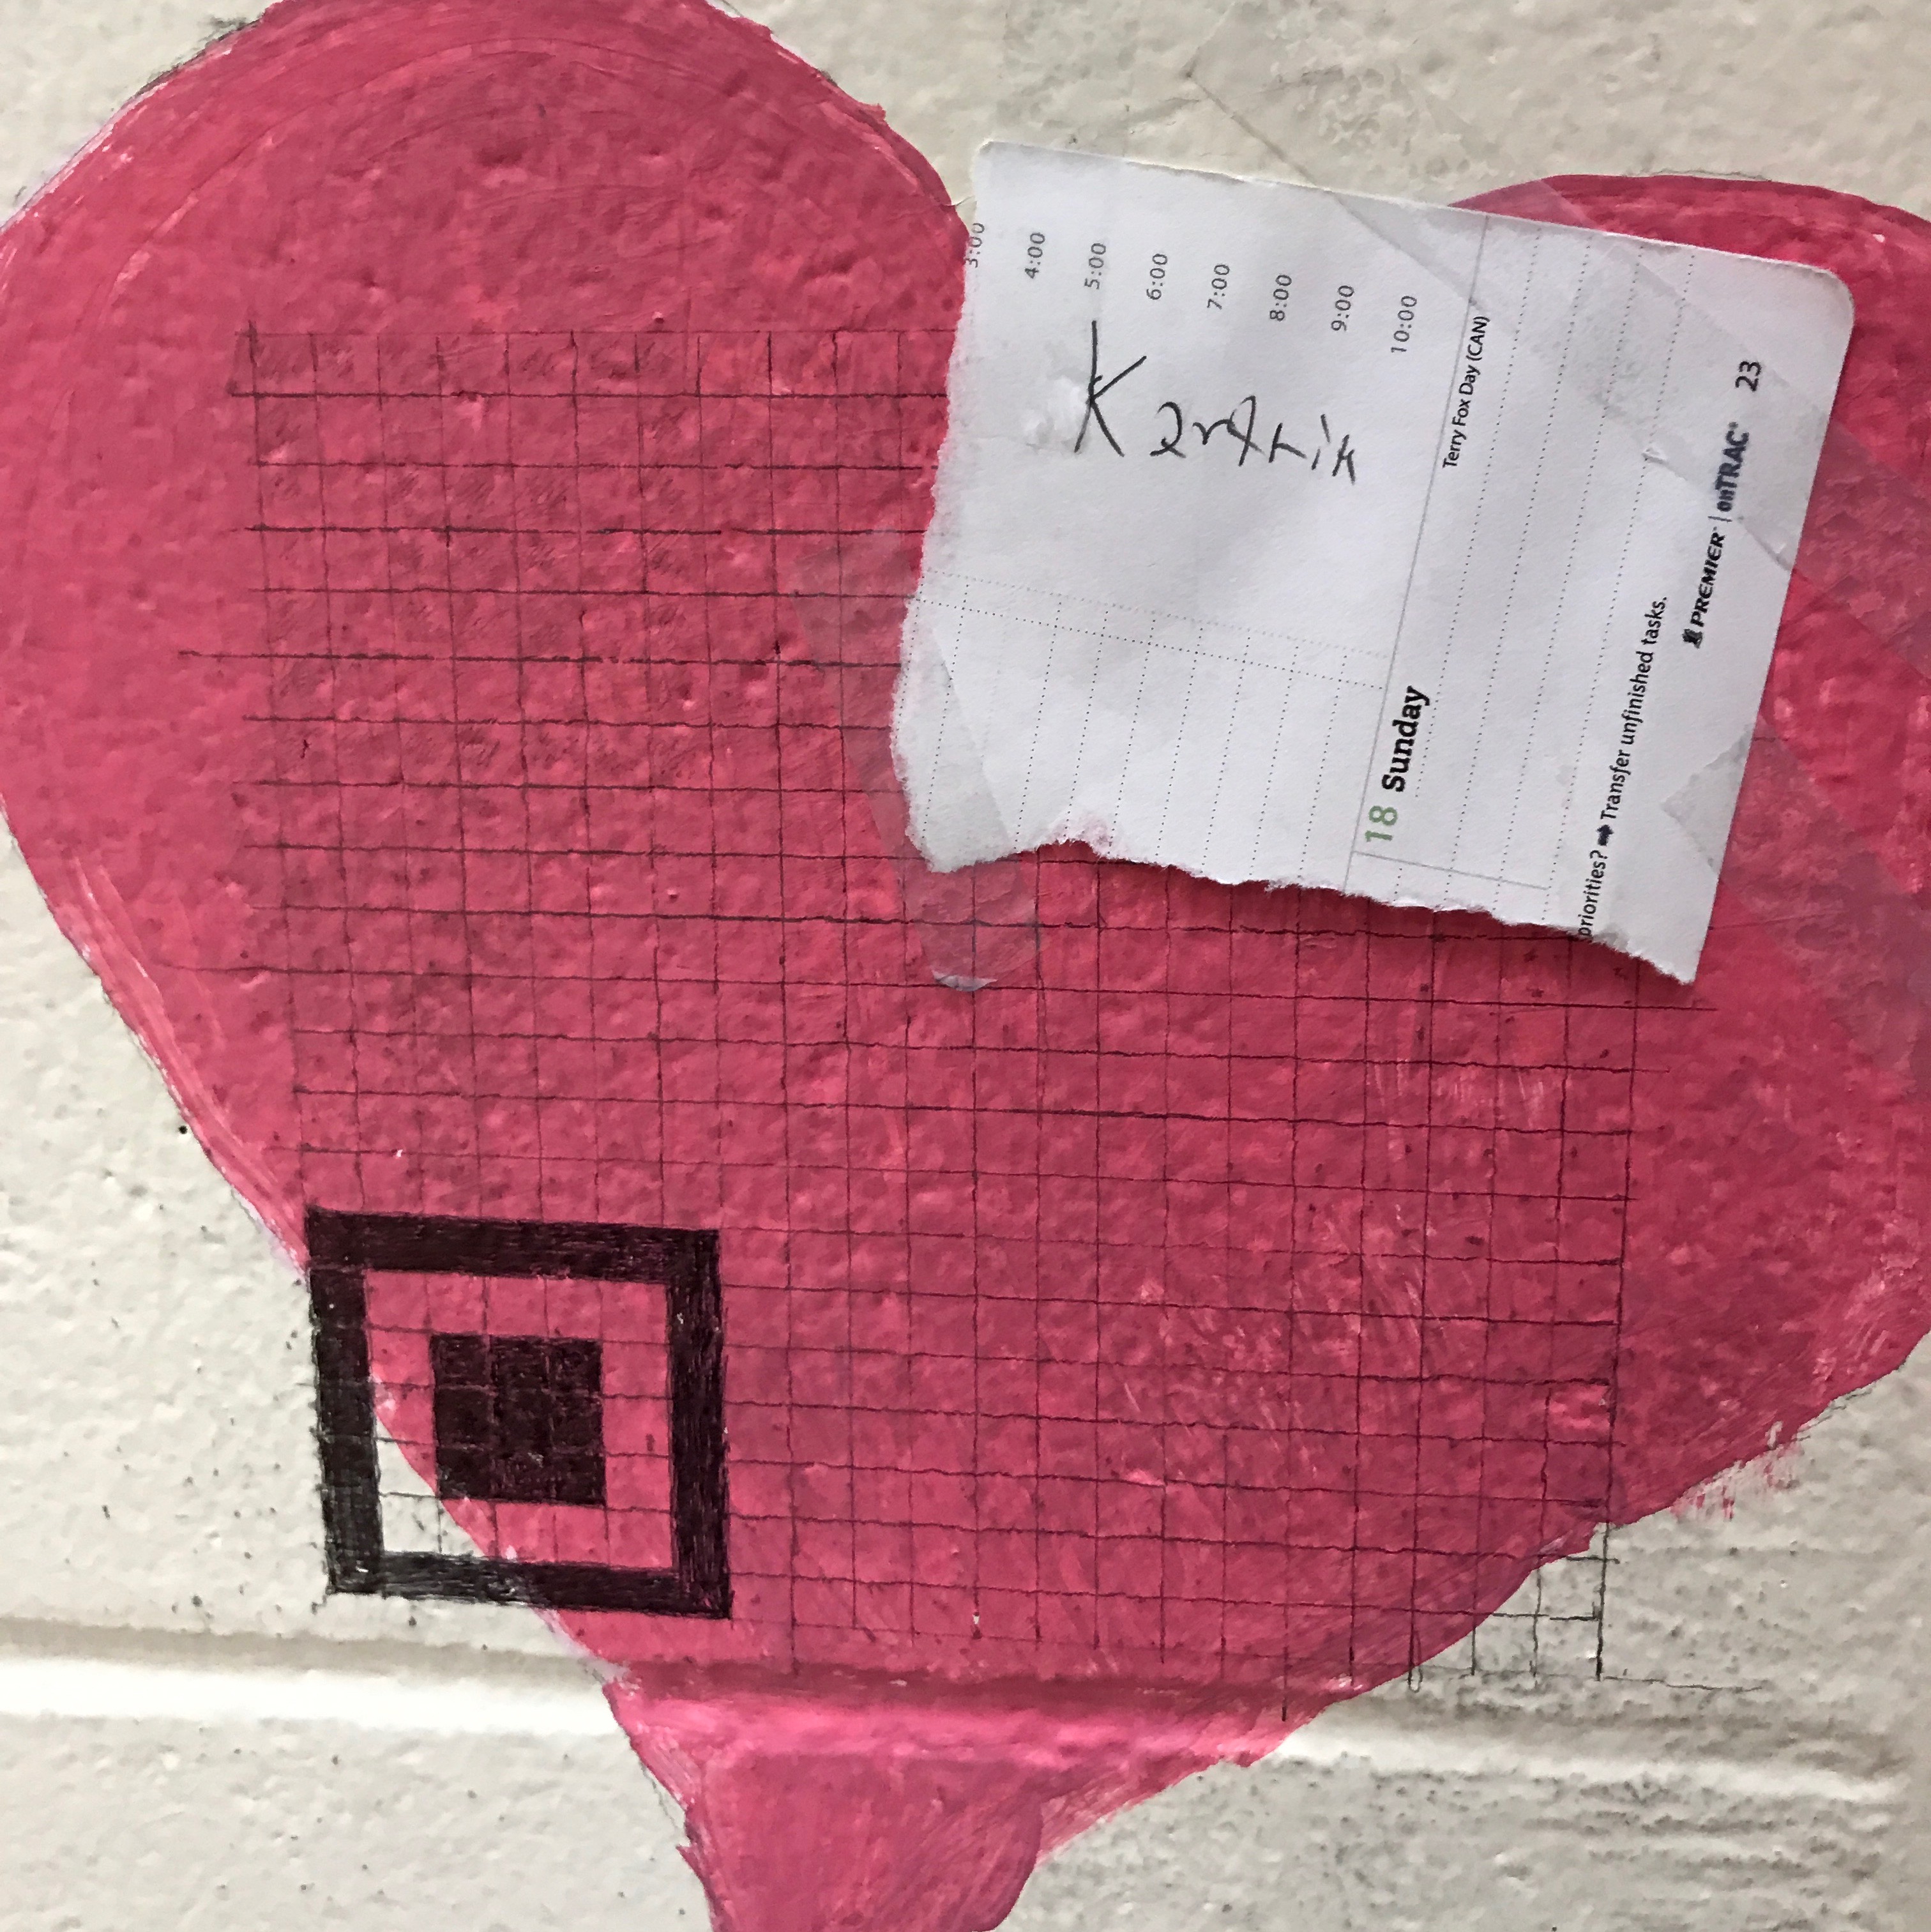 3:00
4:00
5:00
6:00
7:00
8:00
9:00
10:00
Karthik
18 Sunday
Terry Fox Day (CAN)
priorities? ➡ Transfer unfinished tasks.
PREMIER | onTRAC® 23